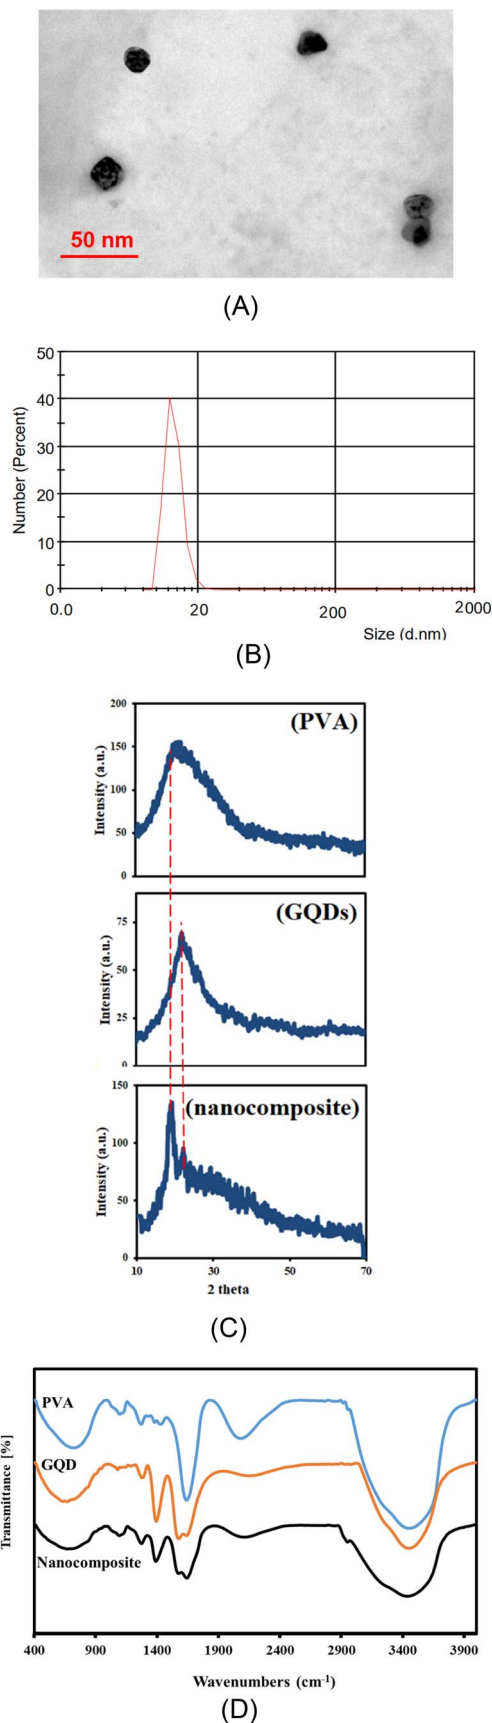 50 nm
(A)
50
40
30
20
10
0
Number (Percent)
0.0 20 200 2000
Size (d.nm)
(B)
200
150
100
50
0
Intensity (a.u.)
(PVA)
75
50
25
0
Intensity (a.u.)
(GQDs)
150
100
50
0
Intensity (a.u.)
(nanocomposite)
10 30 50 70
2 theta
(C)
PVA
GQD
Nanocomposite
Transmittance [%]
400 900 1400 1900 2400 2900 3400 3900
Wavenumbers (cm⁻¹)
(D)